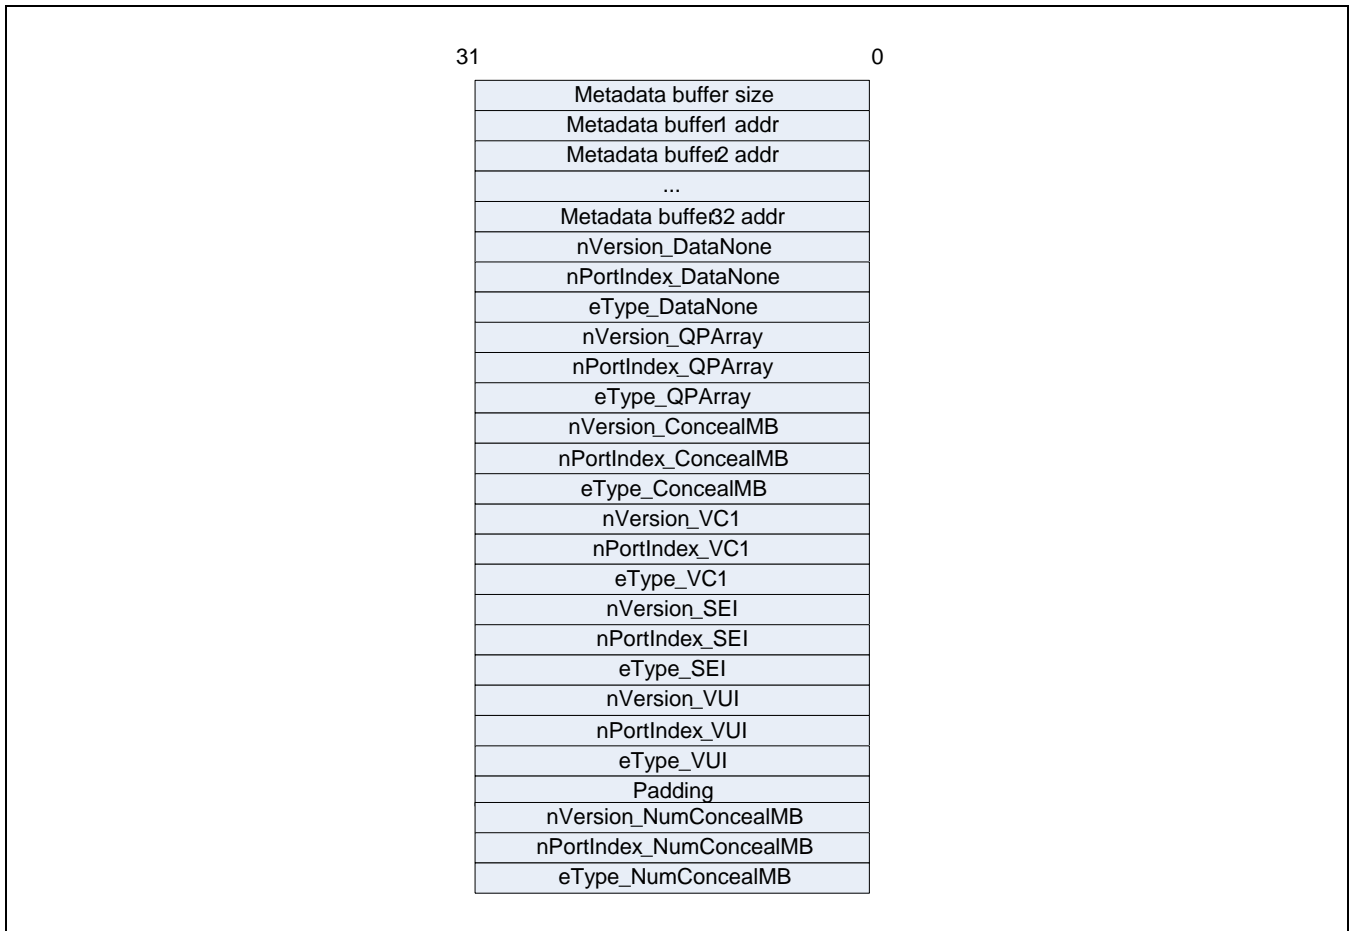 31 0
Metadata buffer size
Metadata buffer1 addr
Metadata buffer2 addr
...
Metadata buffer32 addr
nVersion_DataNone
nPortIndex_DataNone
eType_DataNone
nVersion_QPArray
nPortIndex_QPArray
eType_QPArray
nVersion_ConcealMB
nPortIndex_ConcealMB
eType_ConcealMB
nVersion_VC1
nPortIndex_VC1
eType_VC1
nVersion_SEI
nPortIndex_SEI
eType_SEI
nVersion_VUI
nPortIndex_VUI
eType_VUI
Padding
nVersion_NumConcealMB
nPortIndex_NumConcealMB
eType_NumConcealMB